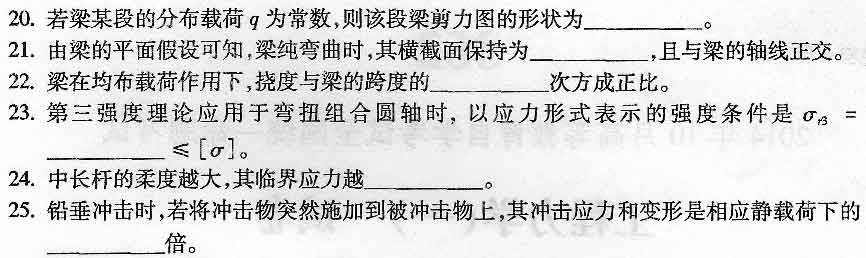 20. 若梁某段的分布载荷 q 为常数,则该段梁剪力图的形状为__________。
21. 由梁的平面假设可知,梁纯弯曲时,其横截面保持为__________,且与梁的轴线正交。
22. 梁在均布载荷作用下,挠度与梁的跨度的__________次方成正比。
23. 第三强度理论应用于弯扭组合圆轴时, 以应力形式表示的强度条件是 σr3 =
__________ ≤ [σ]。
24. 中长杆的柔度越大,其临界应力越__________。
25. 铅垂冲击时,若将冲击物突然施加到被冲击物上,其冲击应力和变形是相应静载荷下的
__________倍。